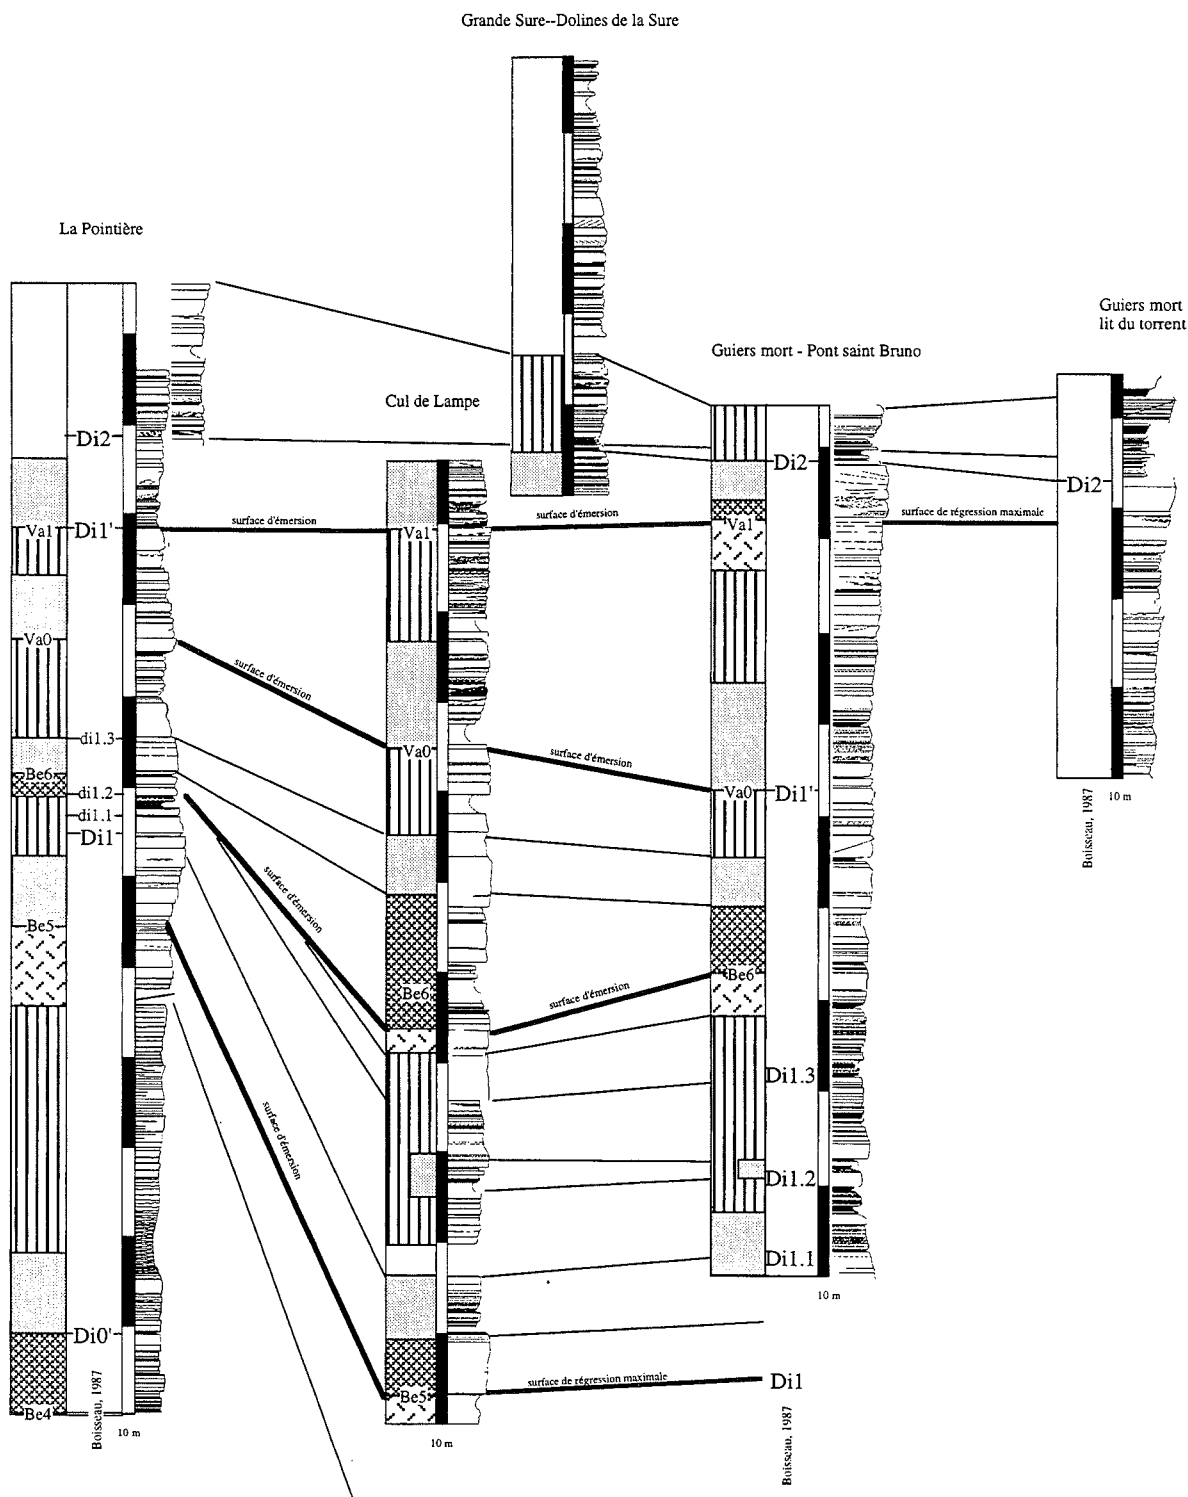 Grande Sure--Dolines de la Sure
La Pointière
Guiers mort
lit du torrent
Guiers mort - Pont saint Bruno
Cul de Lampe
Di2
Di2
Di2
surface d'émersion
surface d'émersion
surface de régression maximale
Va1
Di1'
Va1
Va1
Va0
surface d'émersion
di1.3
Va0
surface d'émersion
Be6
di1.2
Va0
Di1'
di1.1
Di1
Boisseau, 1987
10 m
surface d'émersion
Be5
Be6
surface d'émersion
Be6
Di1.3
surface d'émersion
Di1.2
Di1.1
10 m
Di0'
surface de régression maximale
Di1
Be5
Be4
Boisseau, 1987
10 m
10 m
Boisseau, 1987